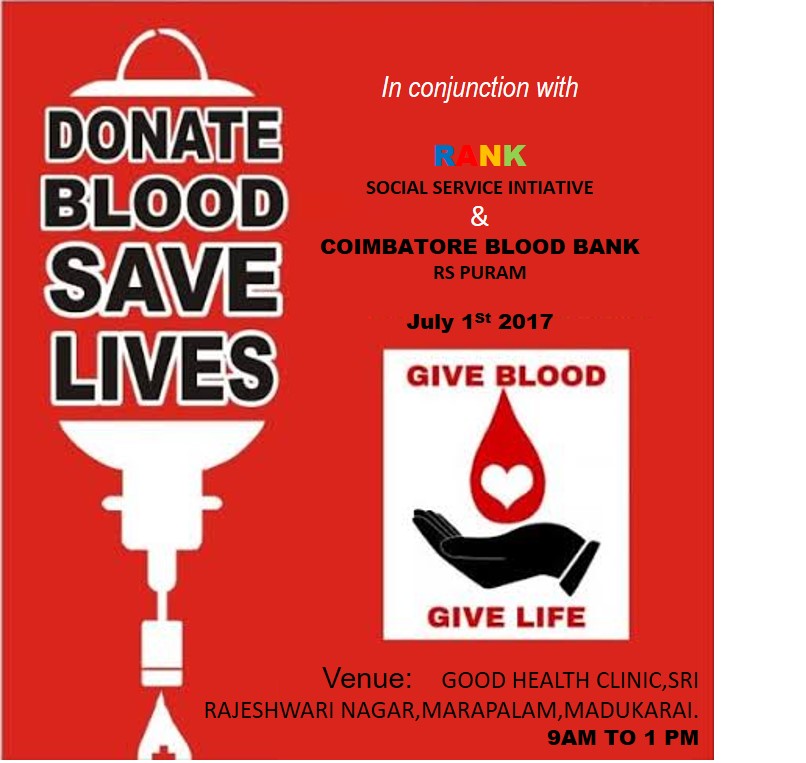 DONATE
BLOOD
SAVE
LIVES
In conjunction with
RANK
SOCIAL SERVICE INTIATIVE
&
COIMBATORE BLOOD BANK
RS PURAM
July 1St 2017
GIVE BLOOD
GIVE LIFE
Venue: GOOD HEALTH CLINIC,SRI
RAJESHWARI NAGAR,MARAPALAM,MADUKARAI.
9AM TO 1 PM